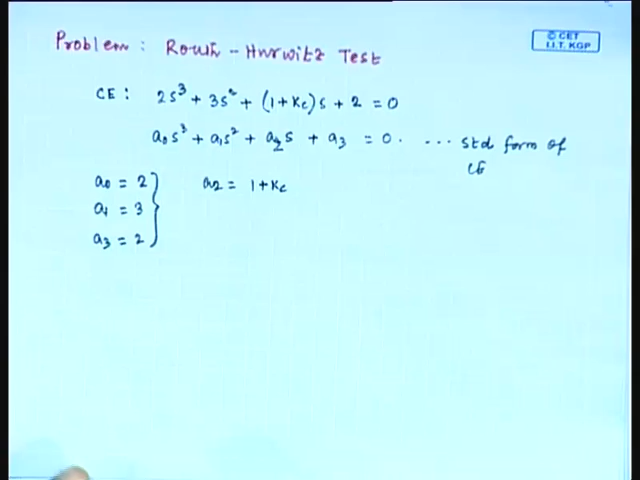 Problem : Routh - Hurwitz Test
© CET
I.I.T. KGP
CE : 2s³ + 3s² + (1+Kc)s + 2 = 0
a₀s³ + a₁s² + a₂s + a₃ = 0. ... Std form of
CE
a₀ = 2 a₂ = 1+Kc
a₁ = 3
a₃ = 2